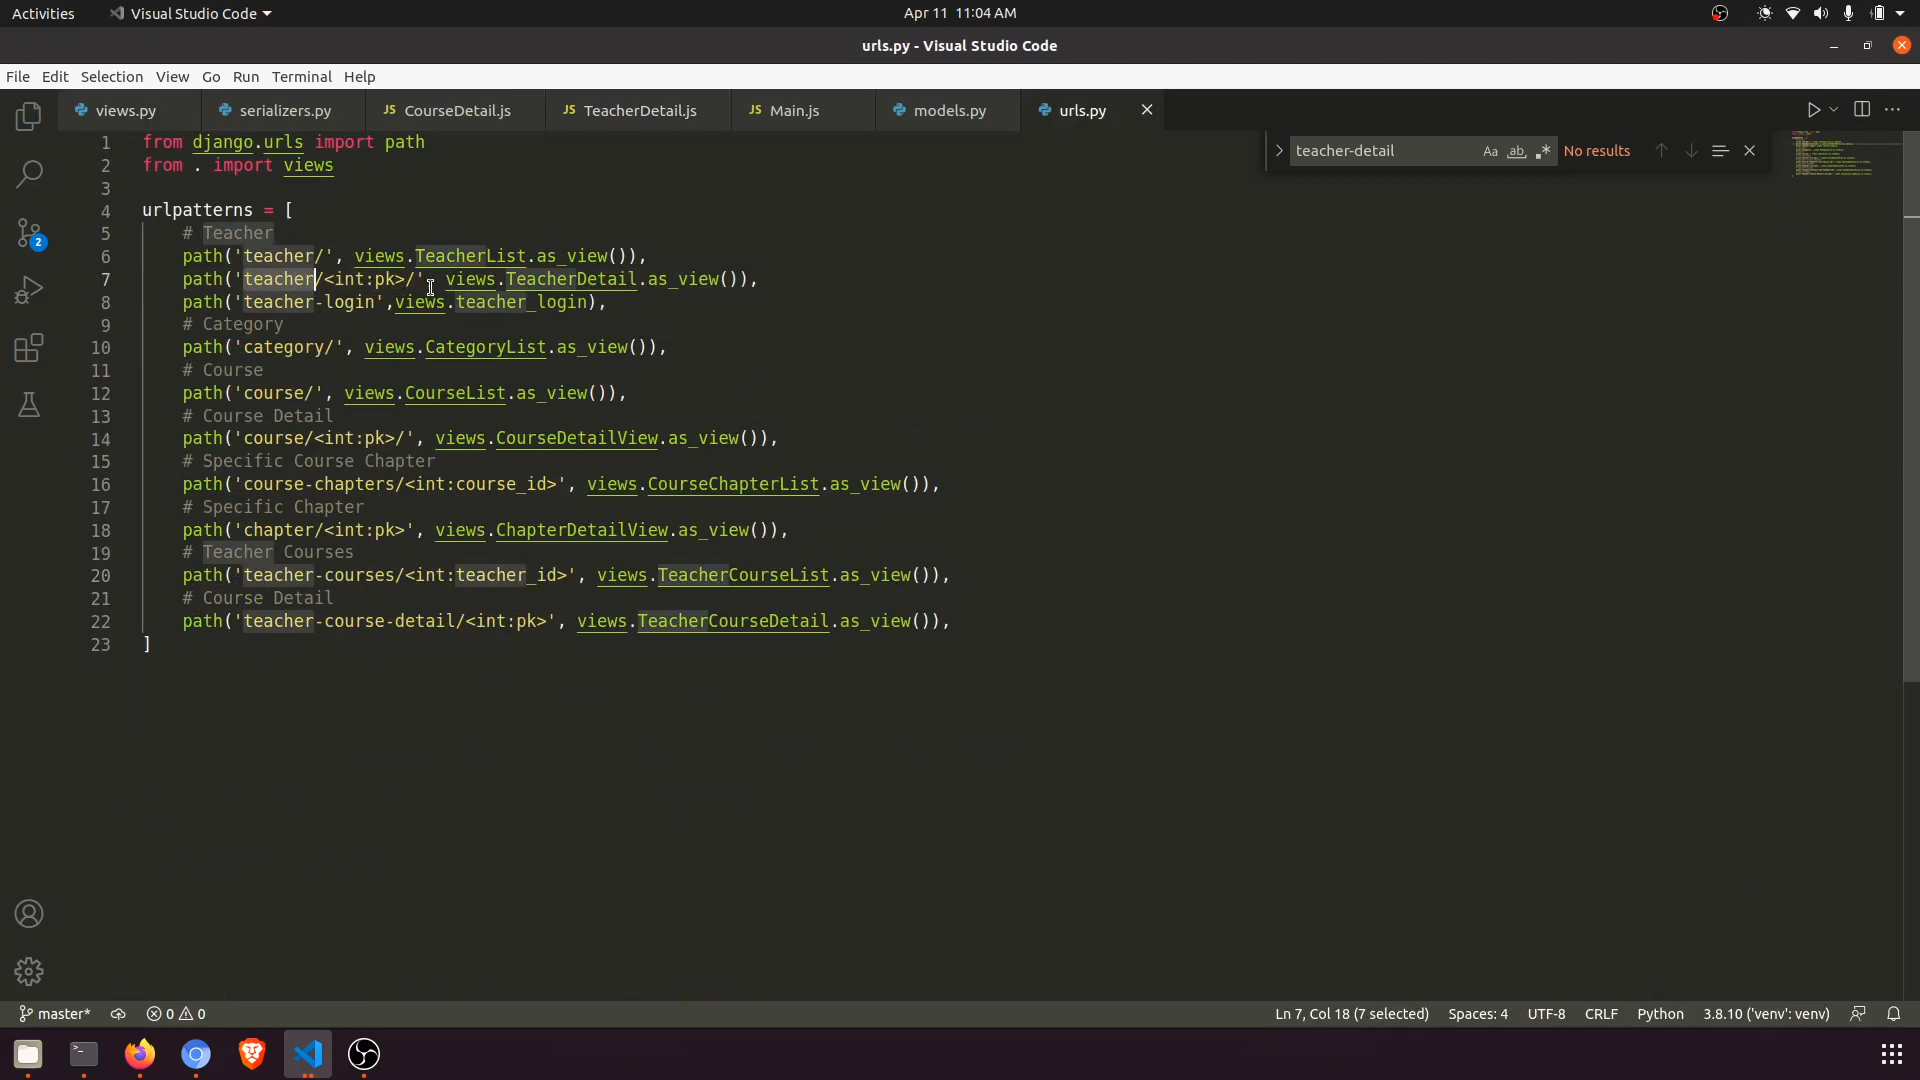 Activities Visual Studio Code Apr 11 11:04 AM
urls.py - Visual Studio Code
File Edit Selection View Go Run Terminal Help
views.py serializers.py JS CourseDetail.js JS TeacherDetail.js JS Main.js models.py urls.py
teacher-detail Aa ab .* No results
1 from django.urls import path
2 from . import views
3
4 urlpatterns = [
5 # Teacher
6 path('teacher/', views.TeacherList.as_view()),
7 path('teacher/<int:pk>/', views.TeacherDetail.as_view()),
8 path('teacher-login',views.teacher_login),
9 # Category
10 path('category/', views.CategoryList.as_view()),
11 # Course
12 path('course/', views.CourseList.as_view()),
13 # Course Detail
14 path('course/<int:pk>/', views.CourseDetailView.as_view()),
15 # Specific Course Chapter
16 path('course-chapters/<int:course_id>', views.CourseChapterList.as_view()),
17 # Specific Chapter
18 path('chapter/<int:pk>', views.ChapterDetailView.as_view()),
19 # Teacher Courses
20 path('teacher-courses/<int:teacher_id>', views.TeacherCourseList.as_view()),
21 # Course Detail
22 path('teacher-course-detail/<int:pk>', views.TeacherCourseDetail.as_view()),
23 ]
2
master* 0 0 Ln 7, Col 18 (7 selected) Spaces: 4 UTF-8 CRLF Python 3.8.10 ('venv': venv)